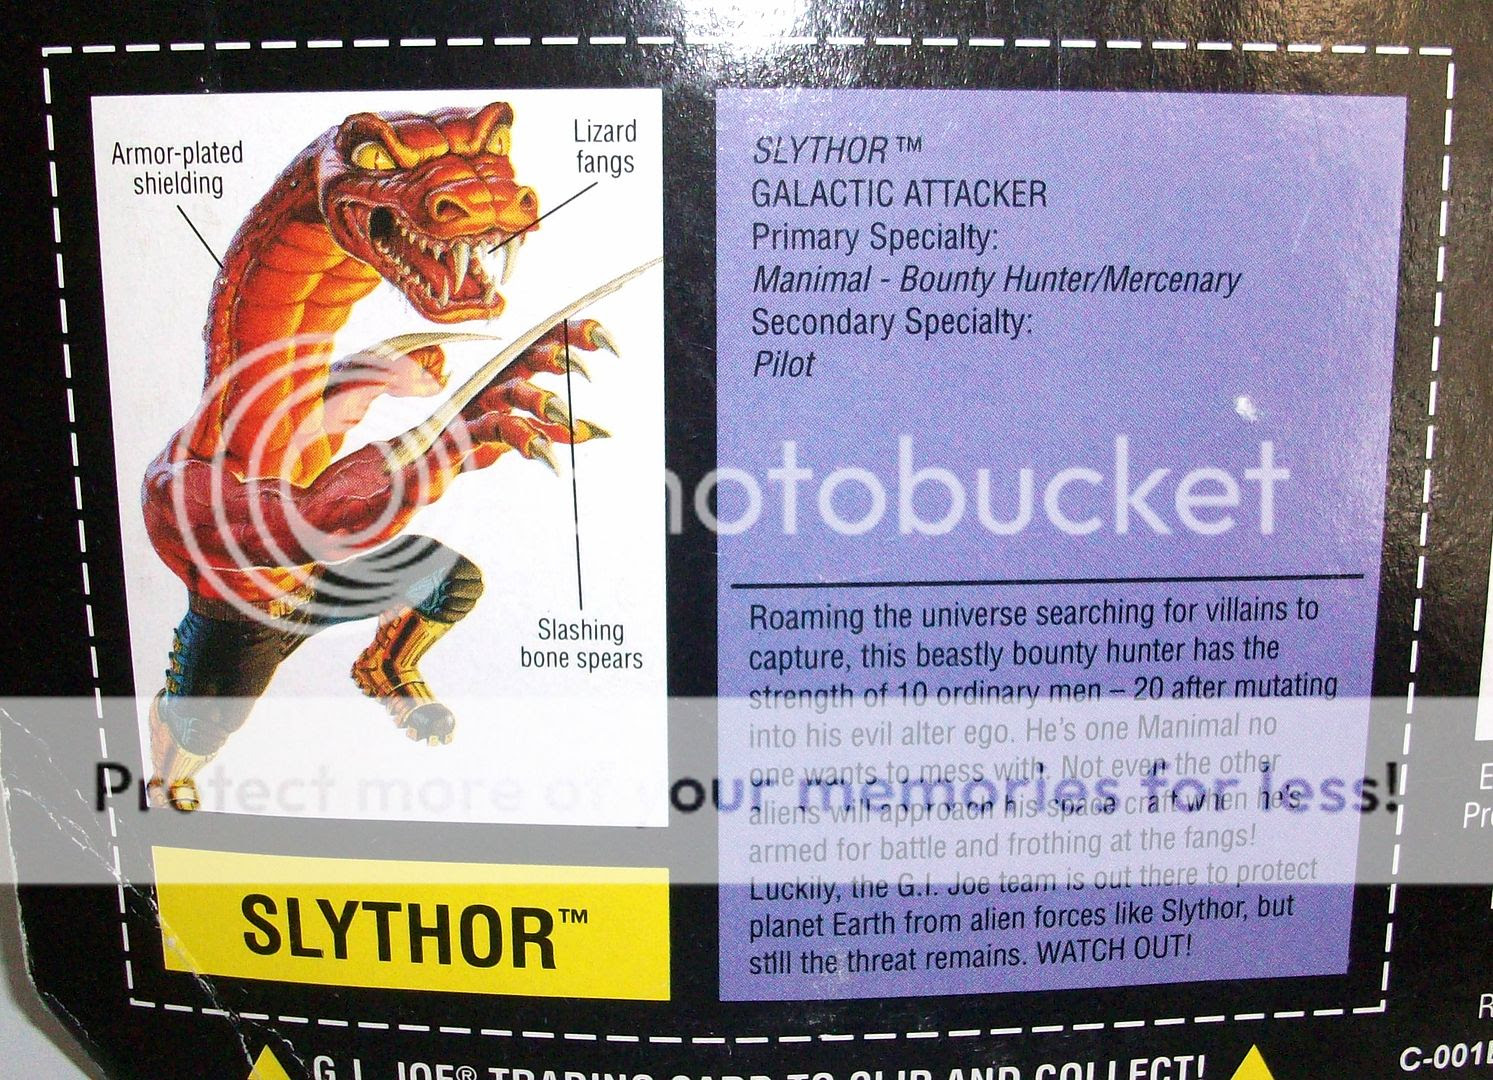 Armor-plated
shielding
Lizard
fangs
Slashing
bone spears
SLYTHOR™
SLYTHOR™
GALACTIC ATTACKER
Primary Specialty:
Manimal - Bounty Hunter/Mercenary
Secondary Specialty:
Pilot
Roaming the universe searching for villains to
capture, this beastly bounty hunter has the
strength of 10 ordinary men – 20 after mutating
into his evil alter ego. He's one Manimal no
one wants to mess with. Not even the other
aliens will approach his space craft when he's
armed for battle and frothing at the fangs!
Luckily, the G.I. Joe team is out there to protect
planet Earth from alien forces like Slythor, but
still the threat remains. WATCH OUT!
photobucket
Protect more of your memories for less!
G.I. JOE® TRADING CARD TO CLIP AND COLLECT!
C-001